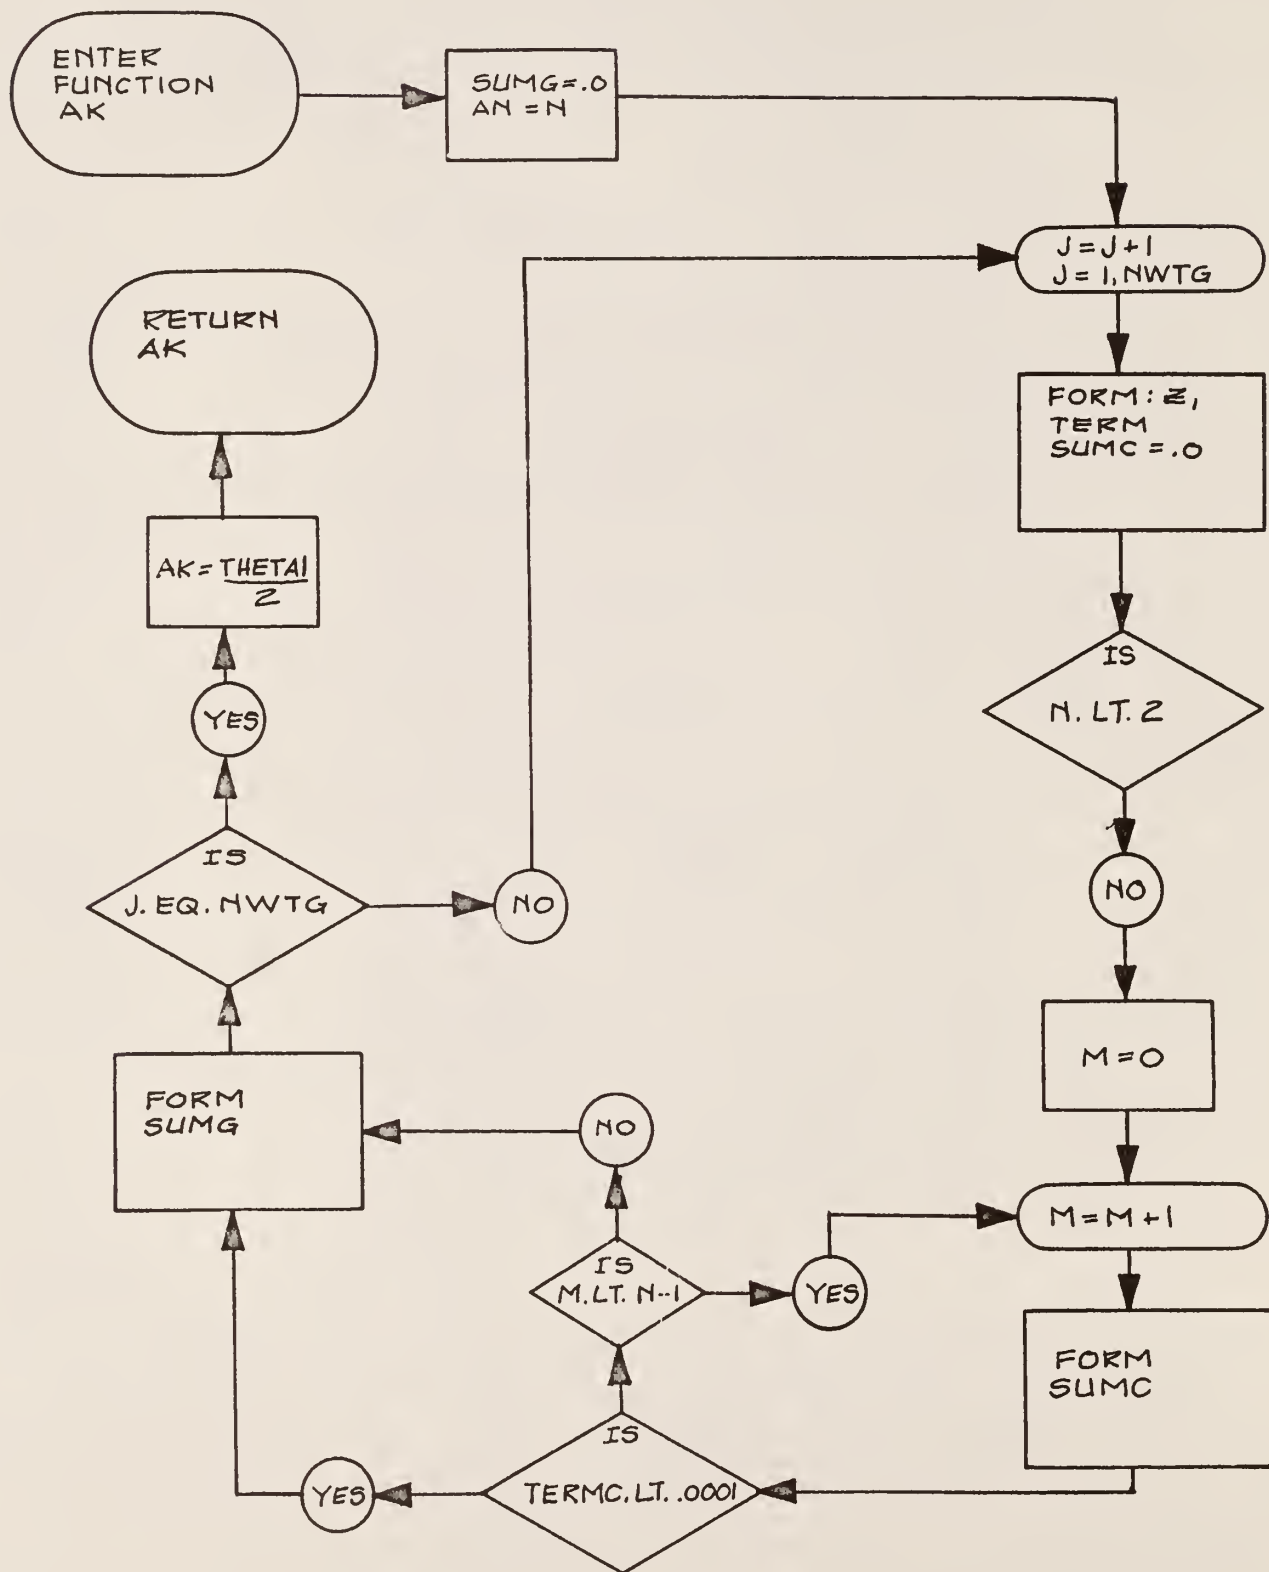 ENTER
FUNCTION
AK
SUMG=.0
AN = N
J = J+1
J = 1, NWTG
FORM: Z,
TERM
SUMC = .0
IS
N. LT. 2
NO
M = 0
M = M + 1
FORM
SUMC
IS
TERMC. LT. .0001
YES
IS
M. LT. N-1
YES
NO
FORM
SUMG
IS
J. EQ. NWTG
NO
YES
AK = THETA1
2
RETURN
AK